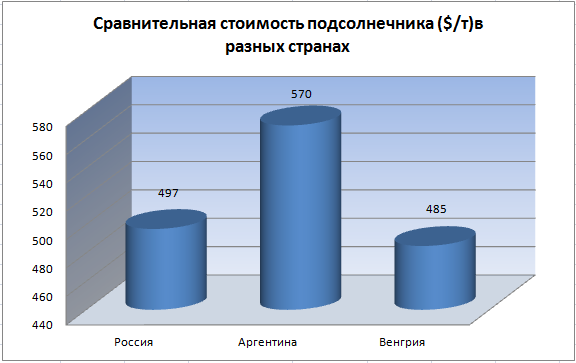 Сравнительная стоимость подсолнечника ($/т)в
разных странах
580
560
540
520
500
480
460
440
497
570
485
Россия
Аргентина
Венгрия